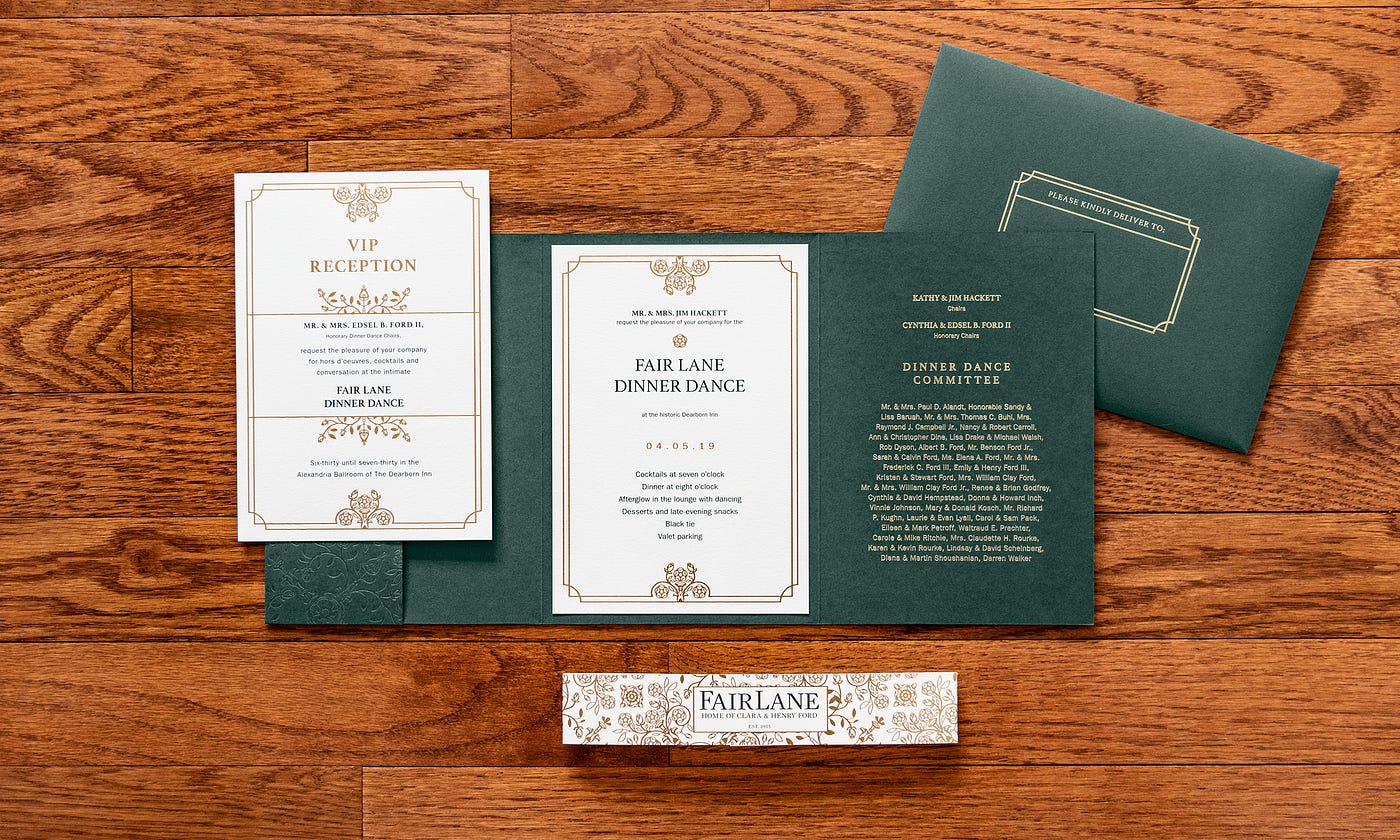 VIP
RECEPTION
MR. & MRS. EDSEL B. FORD II,
Honorary Dinner Dance Chairs,
request the pleasure of your company
for hors d'oeuvres, cocktails and
conversation at the intimate
FAIR LANE
DINNER DANCE
Six-thirty until seven-thirty in the
Alexandria Ballroom of The Dearborn Inn
MR. & MRS. JIM HACKETT
request the pleasure of your company for the
FAIR LANE
DINNER DANCE
at the historic Dearborn Inn
04.05.19
Cocktails at seven o'clock
Dinner at eight o'clock
Afterglow in the lounge with dancing
Desserts and late-evening snacks
Black tie
Valet parking
KATHY & JIM HACKETT
Chairs
CYNTHIA & EDSEL B. FORD II
Honorary Chairs
DINNER DANCE
COMMITTEE
Mr. & Mrs. Paul D. Alandt, Honorable Sandy &
Lisa Baruah, Mr. & Mrs. Thomas C. Buhl, Mrs.
Raymond J. Campbell Jr., Nancy & Robert Carroll,
Ann & Christopher Dine, Lisa Drake & Michael Walsh,
Rob Dyson, Albert B. Ford, Mr. Benson Ford Jr.,
Sarah & Calvin Ford, Ms. Elena A. Ford, Mr. & Mrs.
Frederick C. Ford III, Emily & Henry Ford III,
Kristen & Stewart Ford, Mrs. William Clay Ford,
Mr. & Mrs. William Clay Ford Jr., Renee & Brian Godfrey,
Cynthia & David Hempstead, Donna & Howard Inch,
Vinnie Johnson, Mary & Donald Kosch, Mr. Richard
P. Kughn, Laurie & Evan Lyall, Carol & Sam Pack,
Eileen & Mark Petroff, Waltraud E. Prechter,
Carole & Mike Ritchie, Mrs. Claudette H. Rourke,
Karen & Kevin Rourke, Lindsay & David Scheinberg,
Diana & Martin Shoushanian, Darren Walker
PLEASE KINDLY DELIVER TO:
FAIRLANE
HOME OF CLARA & HENRY FORD
EST. 1915